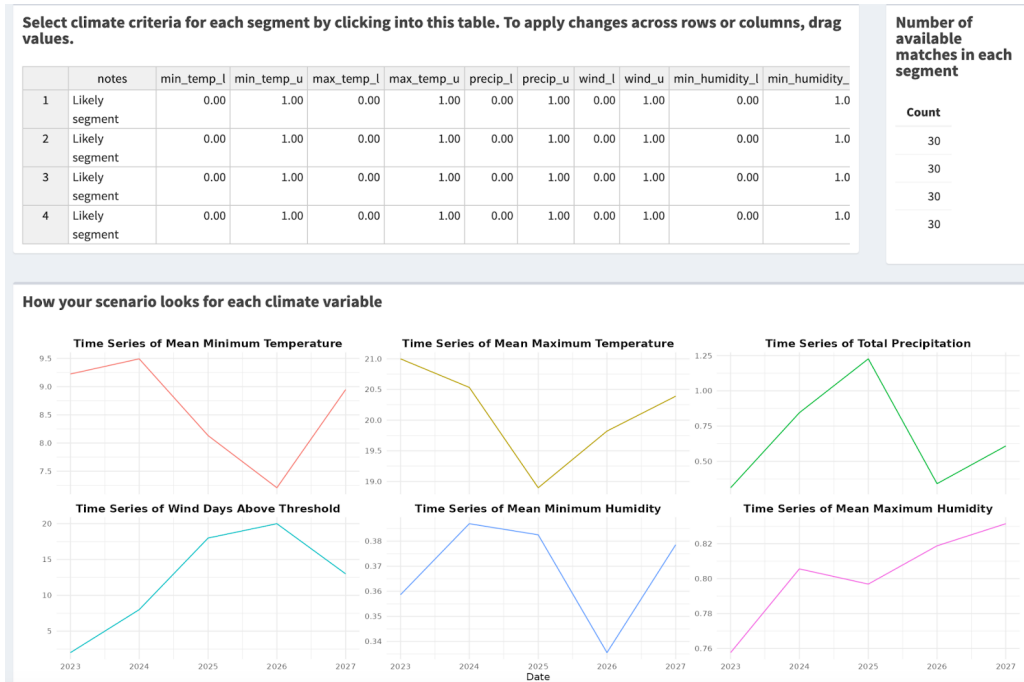 Select climate criteria for each segment by clicking into this table. To apply changes across rows or columns, drag
values.
notes min_temp_l min_temp_u max_temp_l max_temp_u precip_l precip_u wind_l wind_u min_humidity_l min_humidity_
1 Likely segment 0.00 1.00 0.00 1.00 0.00 1.00 0.00 1.00 0.00 1.0
2 Likely segment 0.00 1.00 0.00 1.00 0.00 1.00 0.00 1.00 0.00 1.0
3 Likely segment 0.00 1.00 0.00 1.00 0.00 1.00 0.00 1.00 0.00 1.0
4 Likely segment 0.00 1.00 0.00 1.00 0.00 1.00 0.00 1.00 0.00 1.0
Number of
available
matches in each
segment
Count
30
30
30
30
How your scenario looks for each climate variable
Time Series of Mean Minimum Temperature
9.5
9.0
8.5
8.0
7.5
Time Series of Mean Maximum Temperature
21.0
20.5
20.0
19.5
19.0
Time Series of Total Precipitation
1.25
1.00
0.75
0.50
Time Series of Wind Days Above Threshold
20
15
10
5
2023 2024 2025 2026 2027
Time Series of Mean Minimum Humidity
0.38
0.37
0.36
0.35
0.34
2023 2024 2025 2026 2027
Date
Time Series of Mean Maximum Humidity
0.82
0.80
0.78
0.76
2023 2024 2025 2026 2027